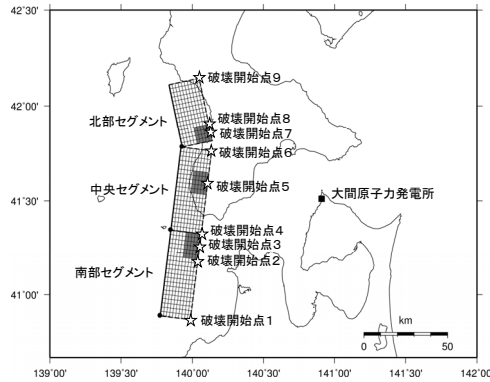 42°30'
42°00'
41°30'
41°00'
破壊開始点9
破壊開始点8
破壊開始点7
破壊開始点6
破壊開始点5
破壊開始点4
破壊開始点3
破壊開始点2
破壊開始点1
北部セグメント
中央セグメント
南部セグメント
大間原子力発電所
km
0 50
139°00' 139°30' 140°00' 140°30' 141°00' 141°30' 142°00'